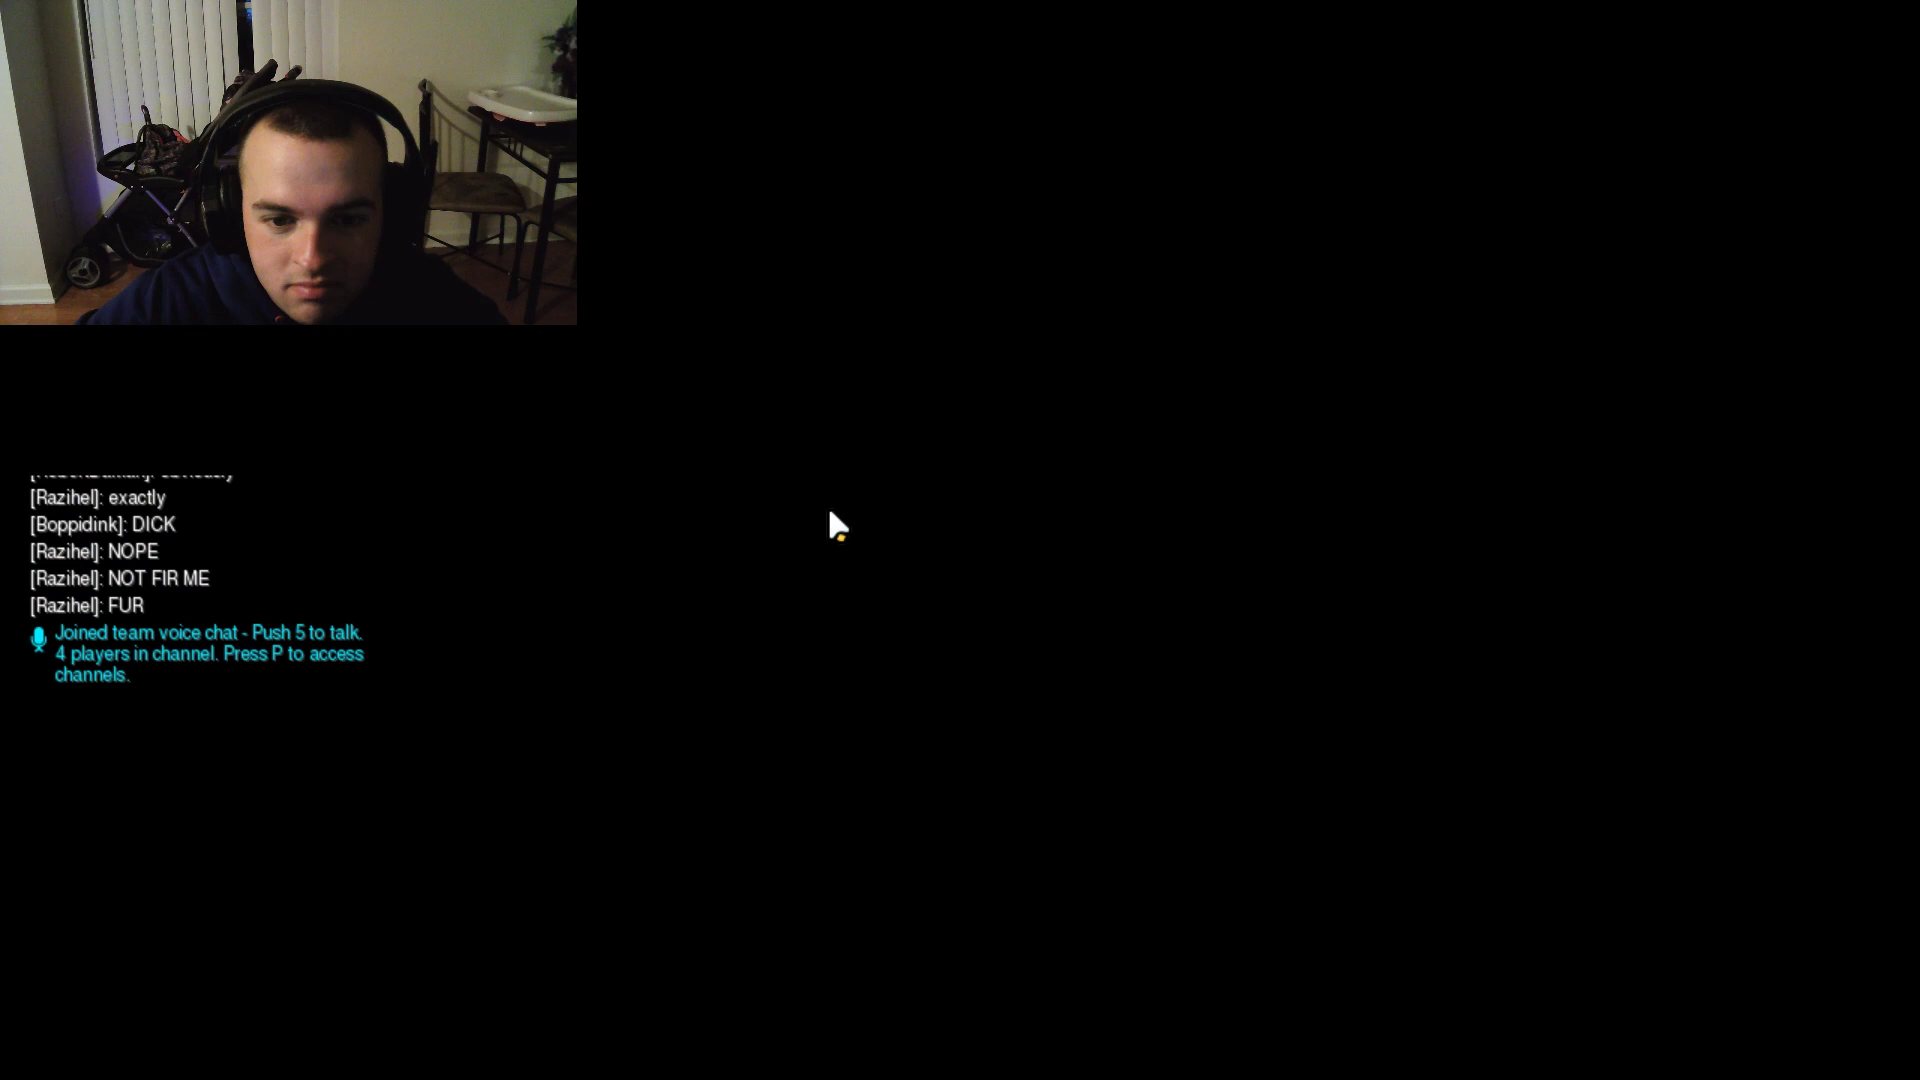 [Razihel]: exactly
[Boppidink]: DICK
[Razihel]: NOPE
[Razihel]: NOT FIR ME
[Razihel]: FUR
Joined team voice chat - Push 5 to talk.
4 players in channel. Press P to access
channels.